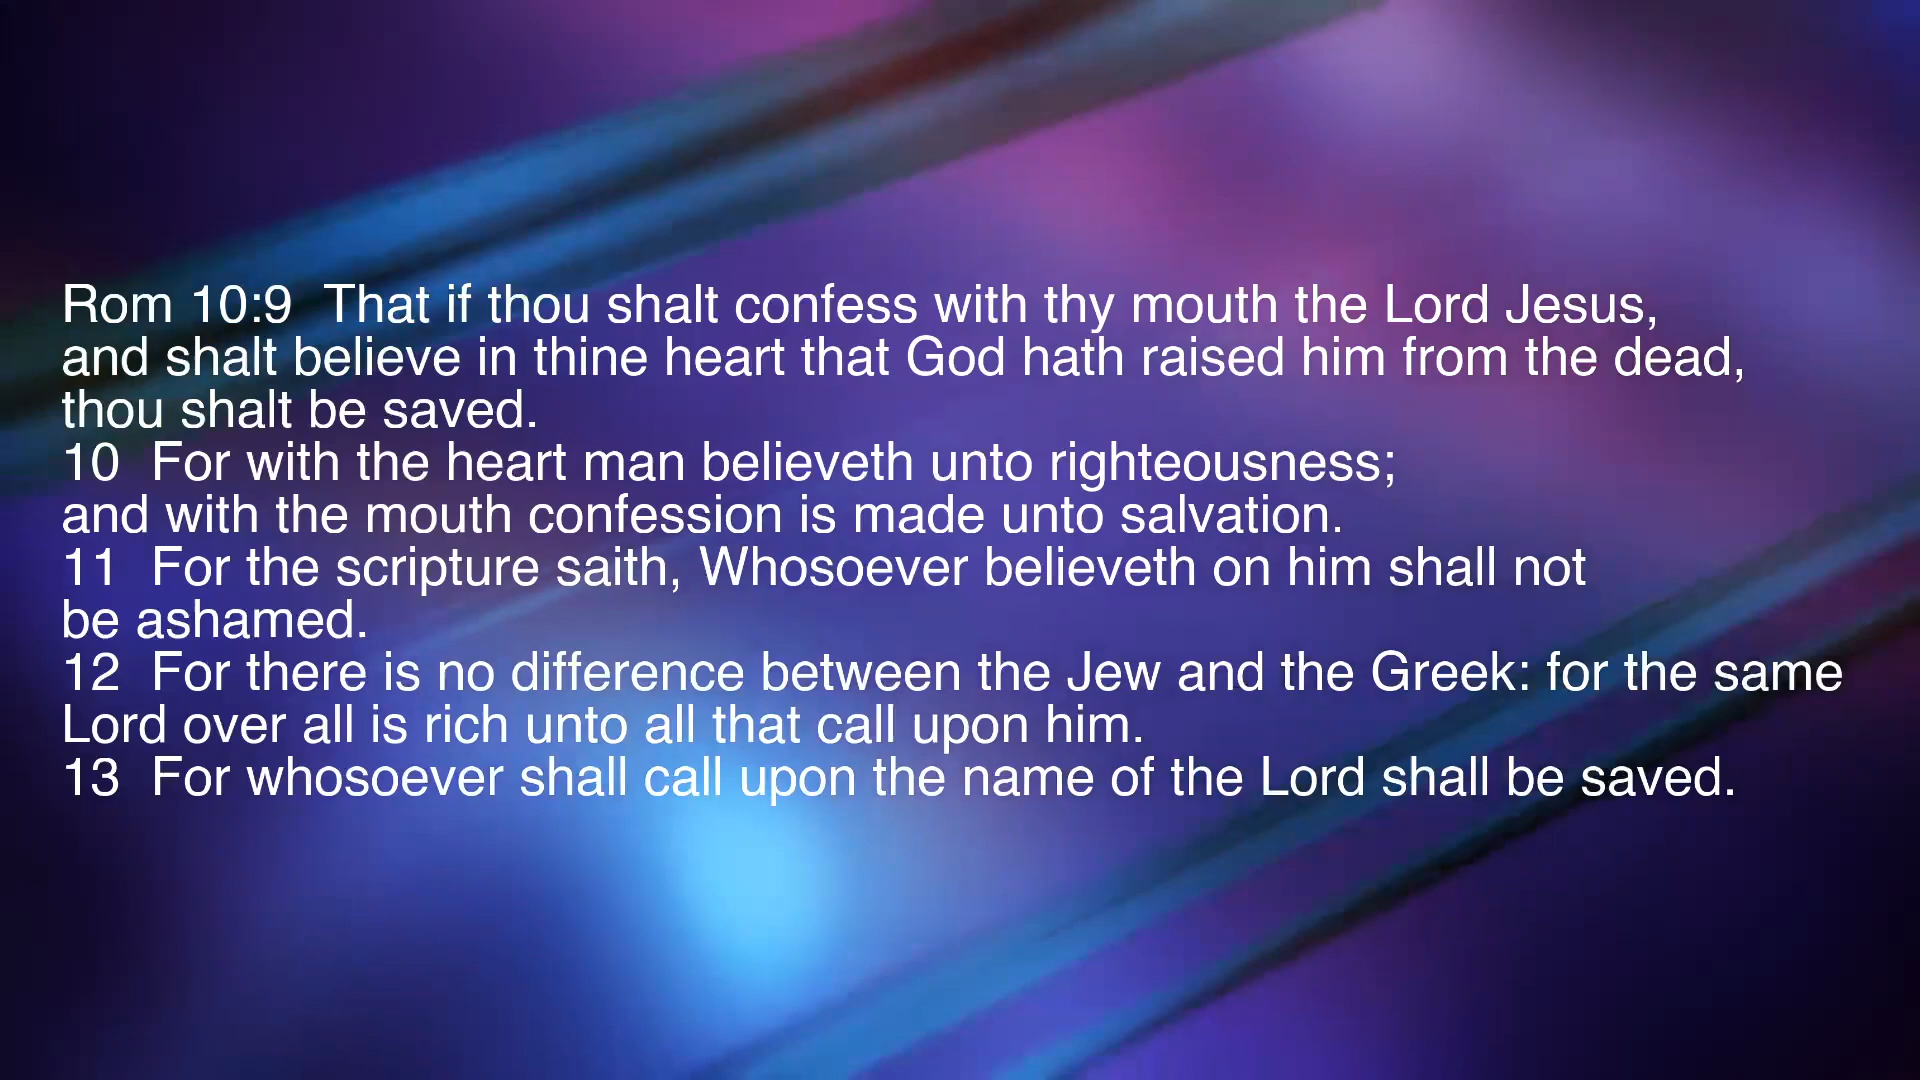 Rom 10:9  That if thou shalt confess with thy mouth the Lord Jesus,
and shalt believe in thine heart that God hath raised him from the dead,
thou shalt be saved.
10  For with the heart man believeth unto righteousness;
and with the mouth confession is made unto salvation.
11  For the scripture saith, Whosoever believeth on him shall not
be ashamed.
12  For there is no difference between the Jew and the Greek: for the same
Lord over all is rich unto all that call upon him.
13  For whosoever shall call upon the name of the Lord shall be saved.